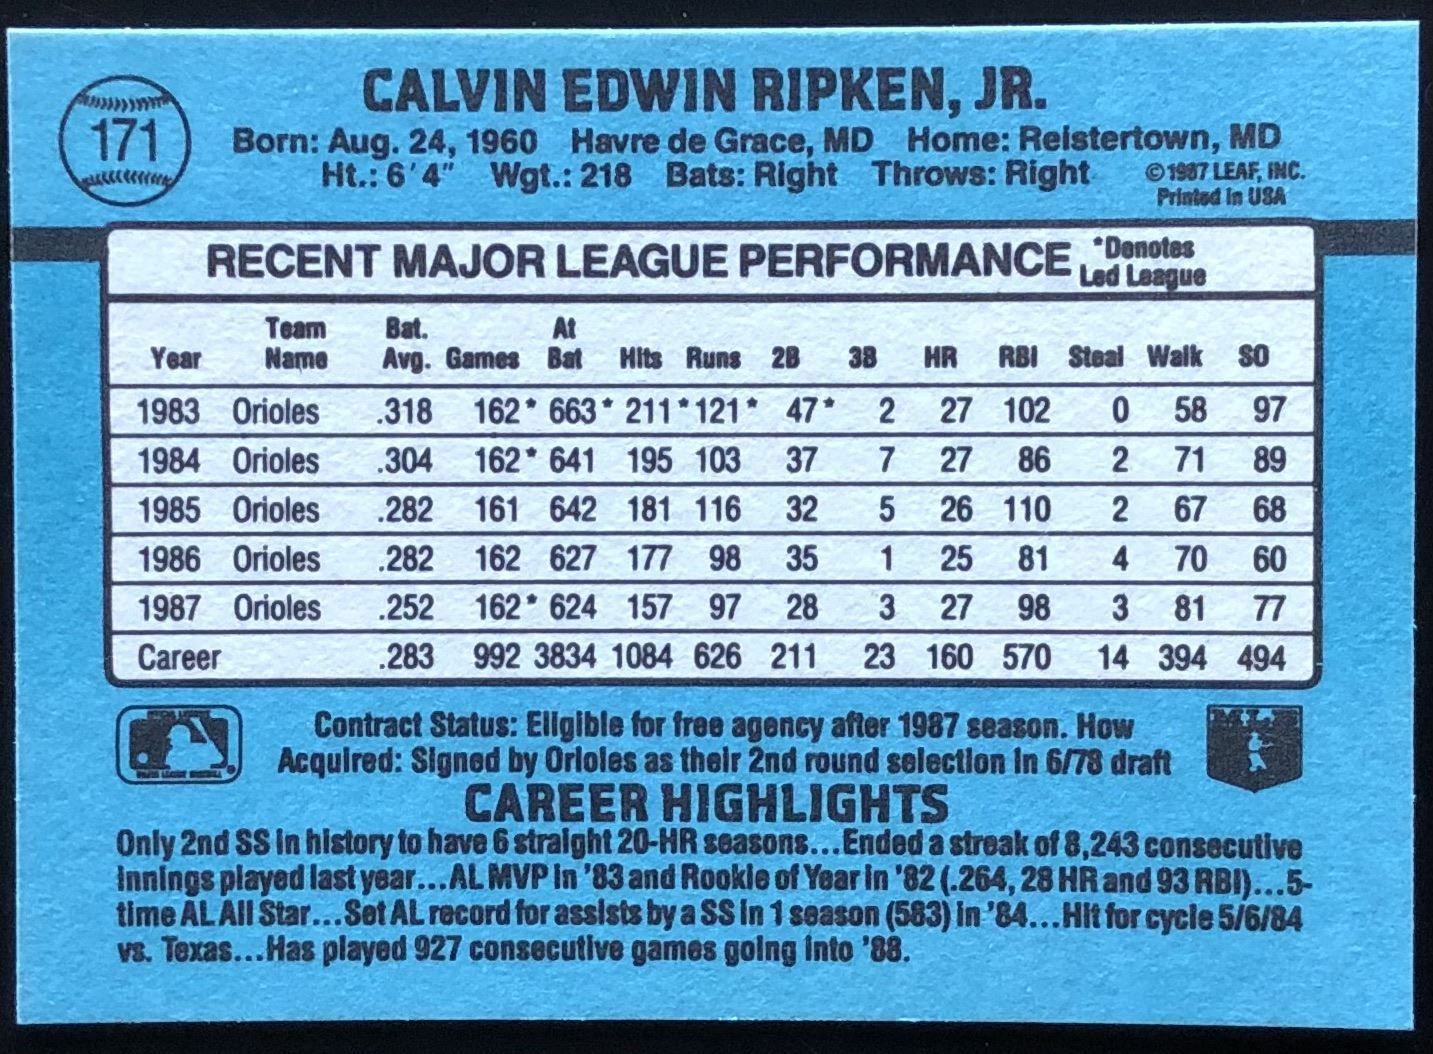 171
CALVIN EDWIN RIPKEN, JR.
Born: Aug. 24, 1960 Havre de Grace, MD Home: Reistertown, MD
Ht.: 6'4" Wgt.: 218 Bats: Right Throws: Right
©1987 LEAF, INC.
Printed in USA
RECENT MAJOR LEAGUE PERFORMANCE *Denotes Led League
Year Team Name Bat. Avg. Games At Bat Hits Runs 2B 3B HR RBI Steal Walk SO
1983 Orioles .318 162* 663* 211* 121* 47* 2 27 102 0 58 97
1984 Orioles .304 162* 641 195 103 37 7 27 86 2 71 89
1985 Orioles .282 161 642 181 116 32 5 26 110 2 67 68
1986 Orioles .282 162 627 177 98 35 1 25 81 4 70 60
1987 Orioles .252 162* 624 157 97 28 3 27 98 3 81 77
Career .283 992 3834 1084 626 211 23 160 570 14 394 494
Contract Status: Eligible for free agency after 1987 season. How
Acquired: Signed by Orioles as their 2nd round selection in 6/78 draft
CAREER HIGHLIGHTS
Only 2nd SS in history to have 6 straight 20-HR seasons...Ended a streak of 8,243 consecutive
innings played last year...AL MVP in '83 and Rookie of Year in '82 (.264, 28 HR and 93 RBI)...5-
time AL All Star...Set AL record for assists by a SS in 1 season (583) in '84...Hit for cycle 5/6/84
vs. Texas...Has played 927 consecutive games going into '88.